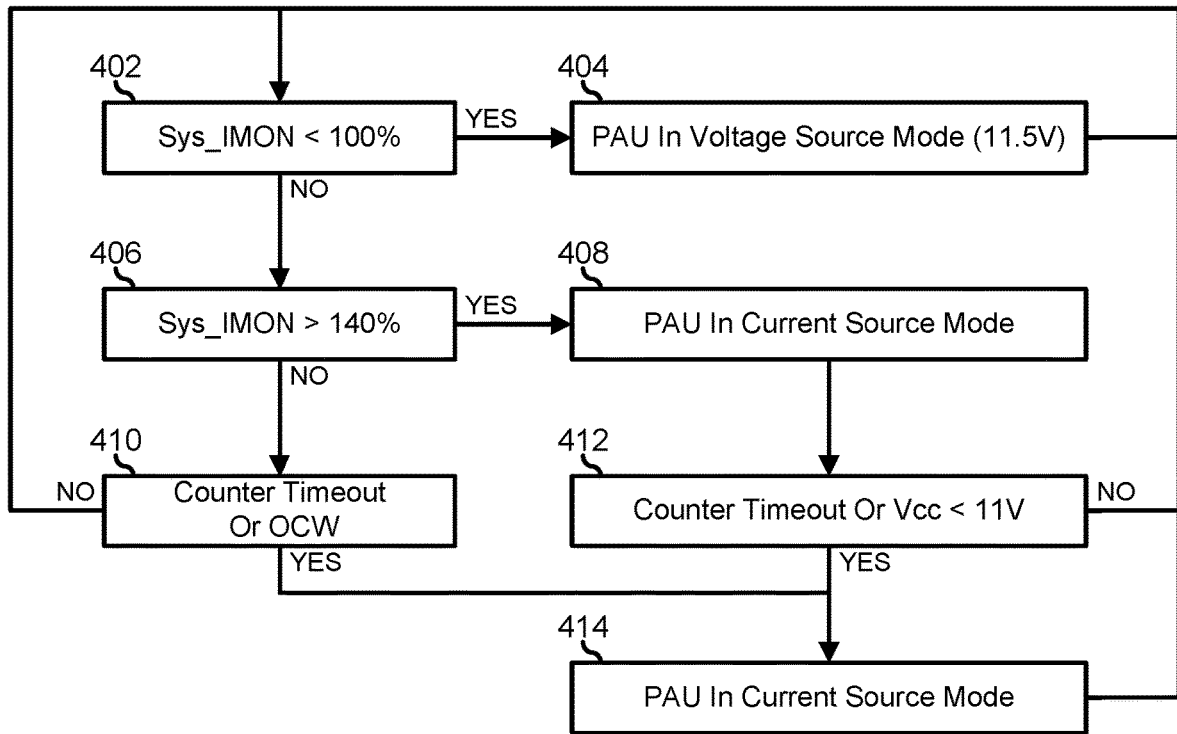 402
Sys_IMON < 100%
YES
NO
404
PAU In Voltage Source Mode (11.5V)
406
Sys_IMON > 140%
YES
NO
408
PAU In Current Source Mode
410
NO
Counter Timeout
Or OCW
YES
412
Counter Timeout Or Vcc < 11V
NO
YES
414
PAU In Current Source Mode